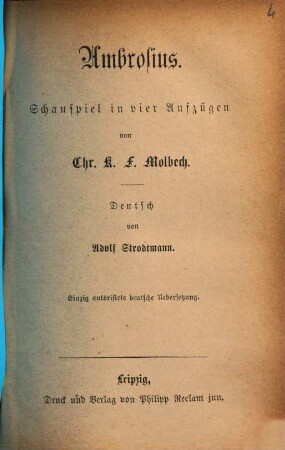 4
Ambrosius.
Schauspiel in vier Aufzügen
von
Chr. K. F. Molbech.
Deutsch
von
Adolf Strodtmann.
Einzig autorisirte deutsche Uebersetzung.
Leipzig,
Druck und Verlag von Philipp Reclam jun.